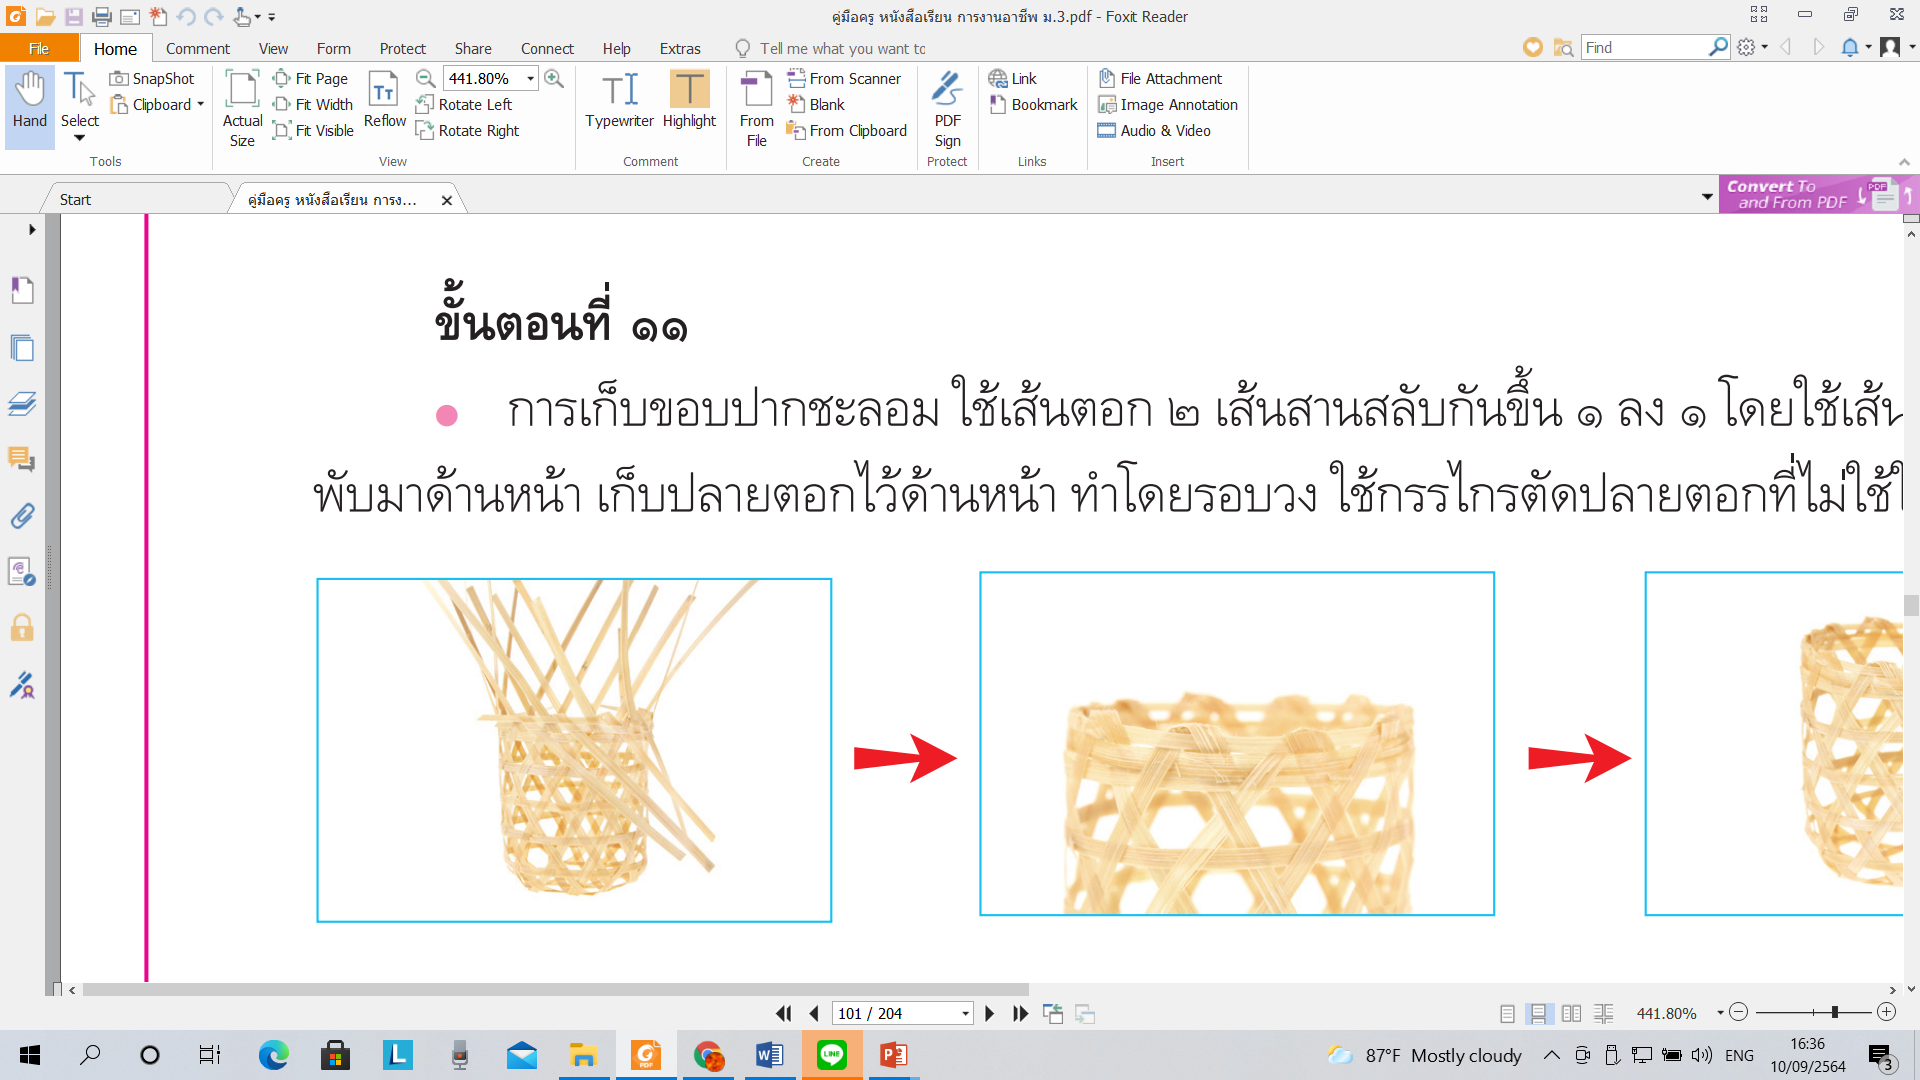 คู่มือครู หนังสือเรียน การงานอาชีพ ม.3.pdf - Foxit Reader
File Home Comment View Form Protect Share Connect Help Extras Tell me what you want to Find
Hand
Select
SnapShot
Clipboard
Tools
Actual Size
Fit Page
Fit Width
Fit Visible
Reflow
441.80%
Rotate Left
Rotate Right
View
Typewriter
Highlight
Comment
From File
From Scanner
Blank
From Clipboard
Create
PDF Sign
Protect
Link
Bookmark
Links
File Attachment
Image Annotation
Audio & Video
Insert
Start
คู่มือครู หนังสือเรียน การง...
Convert To
and From PDF
PDF
ขั้นตอนที่ ๑๑
การเก็บขอบปากชะลอม ใช้เส้นตอก ๒ เส้นสานสลับกันขึ้น ๑ ลง ๑ โดยใช้เส้น
พับมาด้านหน้า เก็บปลายตอกไว้ด้านหน้า ทำโดยรอบวง ใช้กรรไกรตัดปลายตอกที่ไม่ใช้
101 / 204
441.80%
87°F Mostly cloudy
ENG
16:36
10/09/2564
3